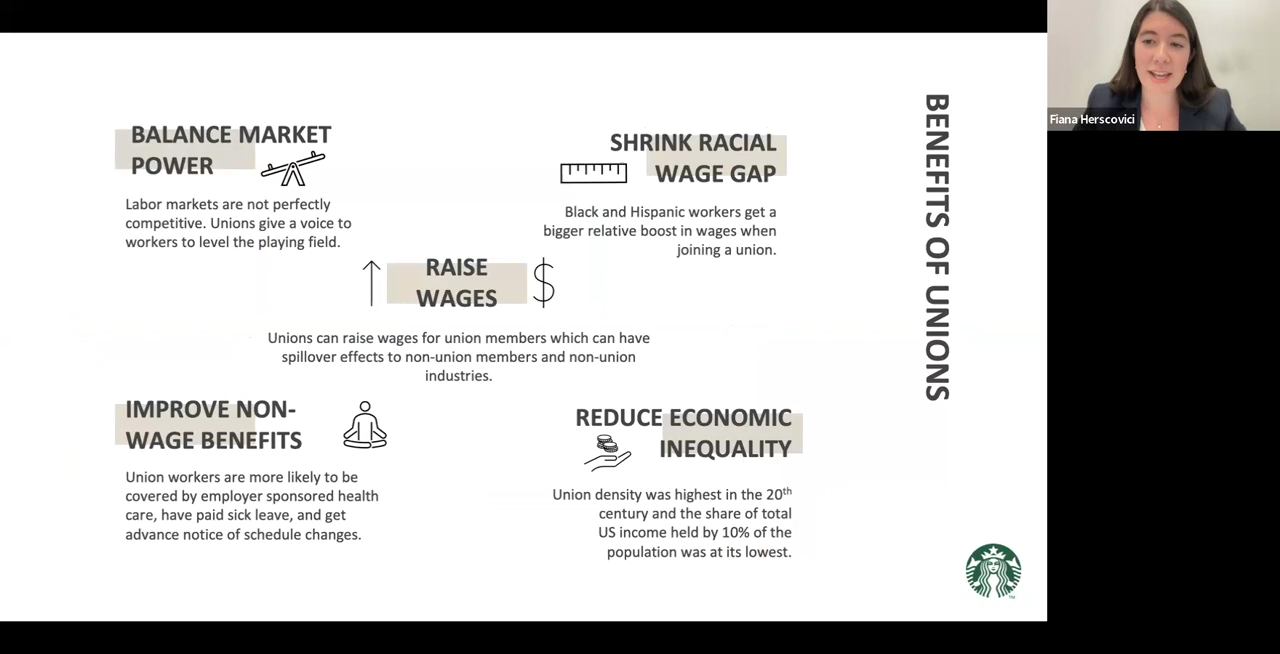 BALANCE MARKET
POWER
Labor markets are not perfectly
competitive. Unions give a voice to
workers to level the playing field.
SHRINK RACIAL
WAGE GAP
Black and Hispanic workers get a
bigger relative boost in wages when
joining a union.
RAISE
WAGES
$
Unions can raise wages for union members which can have
spillover effects to non-union members and non-union
industries.
IMPROVE NON-
WAGE BENEFITS
Union workers are more likely to be
covered by employer sponsored health
care, have paid sick leave, and get
advance notice of schedule changes.
REDUCE ECONOMIC
INEQUALITY
Union density was highest in the 20th
century and the share of total
US income held by 10% of the
population was at its lowest.
BENEFITS OF UNIONS
TM
Fiana Herscovici